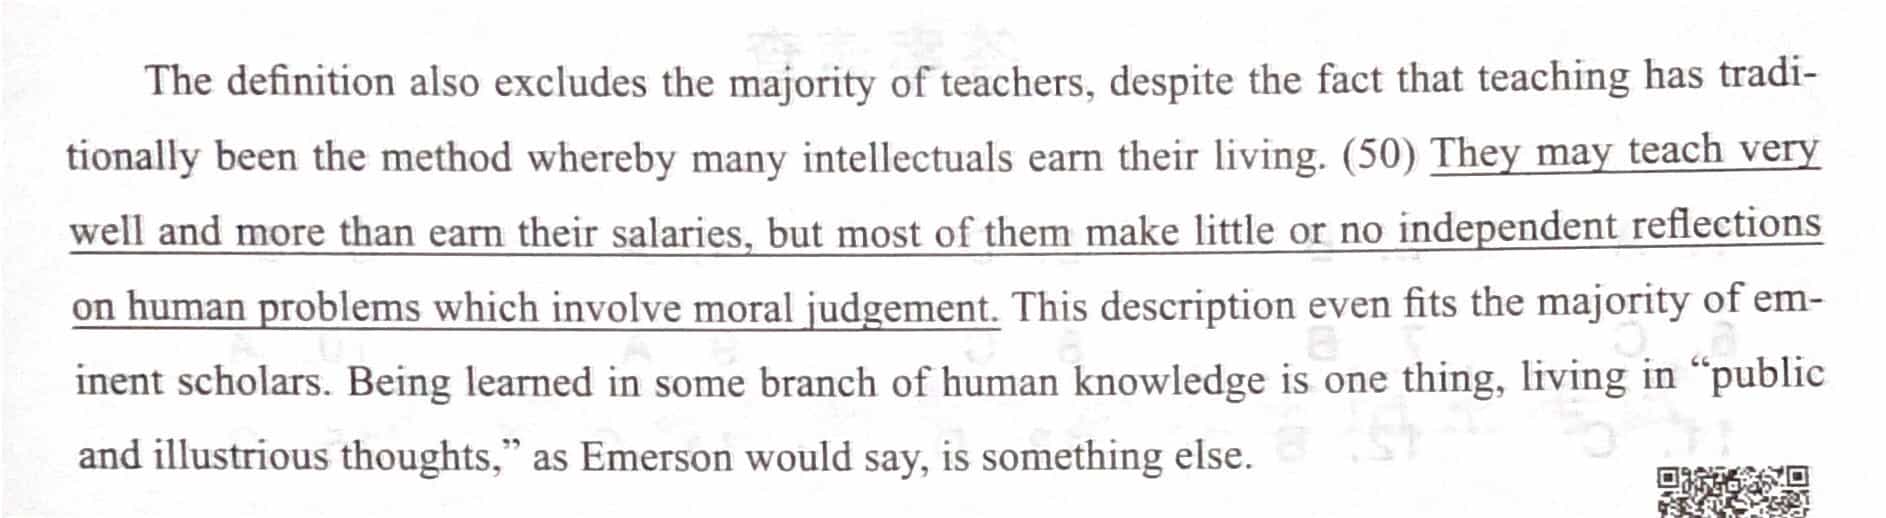 The definition also excludes the majority of teachers, despite the fact that teaching has tradi-
tionally been the method whereby many intellectuals earn their living. (50) They may teach very
well and more than earn their salaries, but most of them make little or no independent reflections
on human problems which involve moral judgement. This description even fits the majority of em-
inent scholars. Being learned in some branch of human knowledge is one thing, living in “public
and illustrious thoughts,” as Emerson would say, is something else.